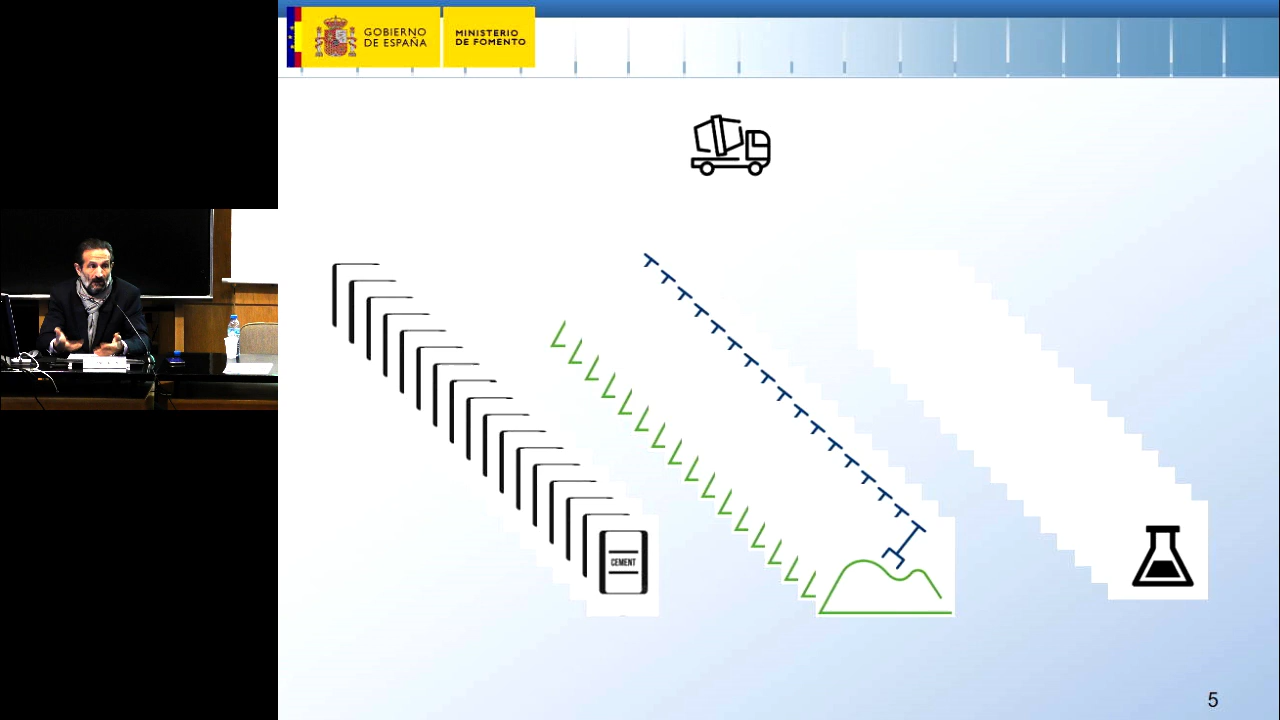 GOBIERNO
DE ESPAÑA
MINISTERIO
DE FOMENTO
CEMENT
5